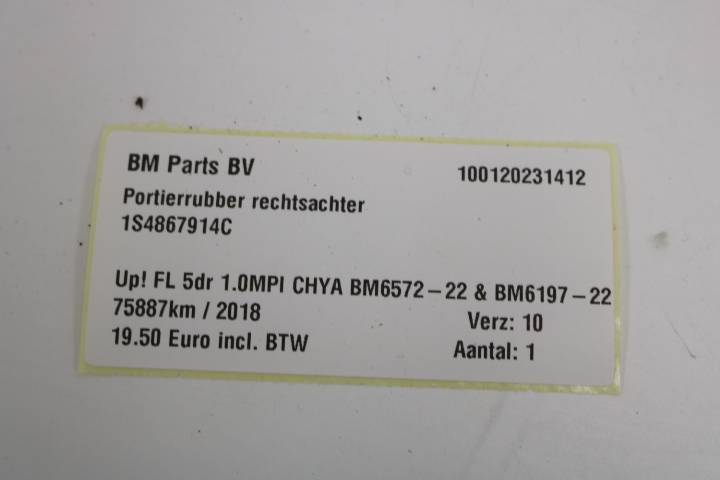 BM Parts BV 100120231412
Portierrubber rechtsachter
1S4867914C
Up! FL 5dr 1.0MPI CHYA BM6572-22 & BM6197-22
75887km / 2018 Verz: 10
19.50 Euro incl. BTW Aantal: 1